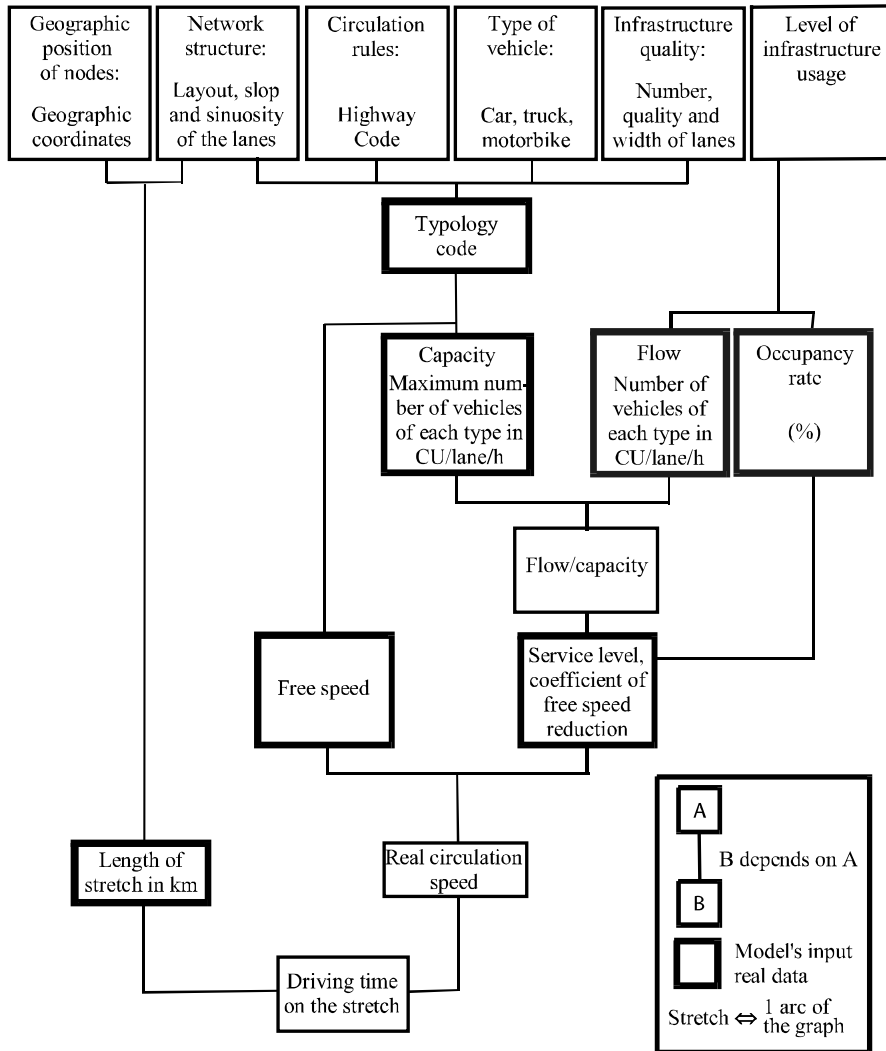 Geographic
position
of nodes:
Geographic
coordinates
Network
structure:
Layout, slop
and sinuosity
of the lanes
Circulation
rules:
Highway
Code
Type of
vehicle:
Car, truck,
motorbike
Infrastructure
quality:
Number,
quality and
width of lanes
Level of
infrastructure
usage
Typology
code
Capacity
Maximum num-
ber of vehicles
of each type in
CU/lane/h
Flow
Number of
vehicles of
each type in
CU/lane/h
Occupancy
rate
(%)
Flow/capacity
Free speed
Service level,
coefficient of
free speed
reduction
Length of
stretch in km
Real circulation
speed
Driving time
on the stretch
A
B depends on A
B
Model's input
real data
Stretch ⇔ 1 arc of
the graph